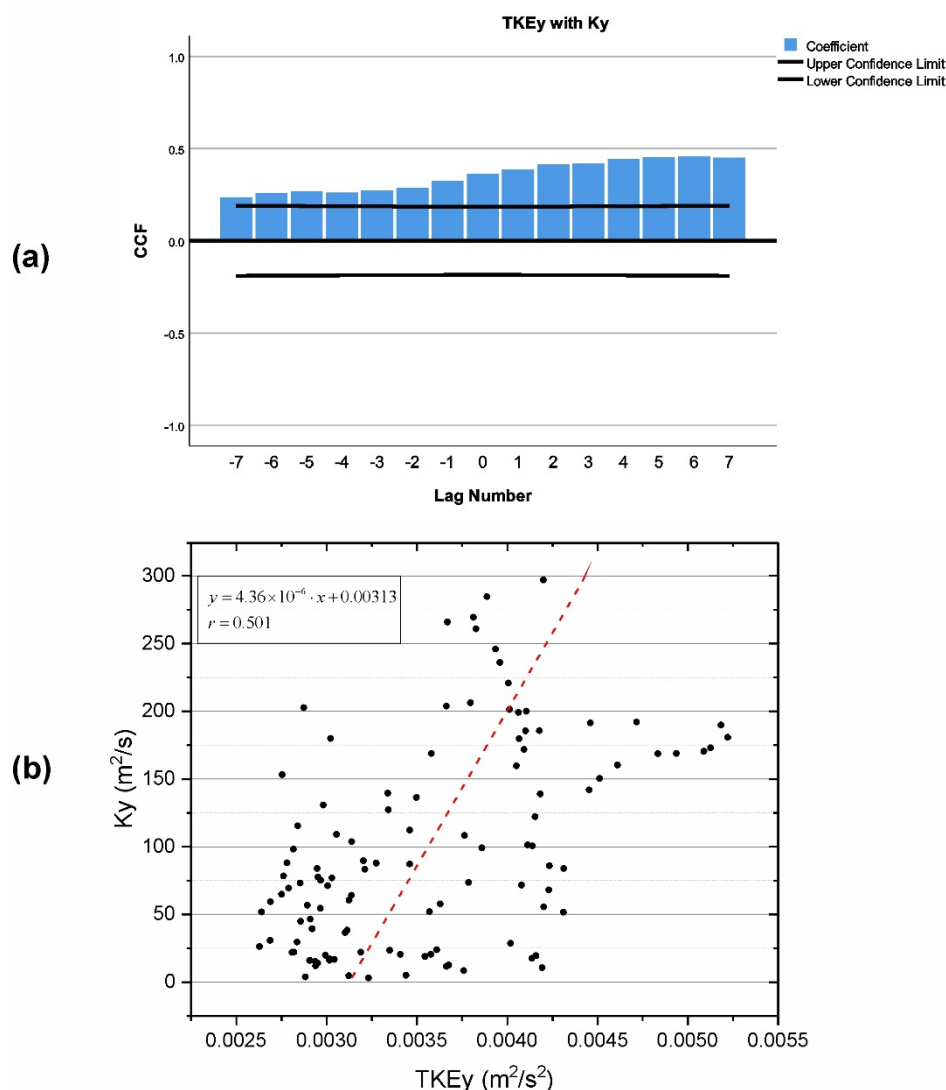 TKEy with Ky
Coefficient
Upper Confidence Limit
Lower Confidence Limit
1.0
0.5
0.0
-0.5
-1.0
CCF
(a)
-7 -6 -5 -4 -3 -2 -1 0 1 2 3 4 5 6 7
Lag Number
(b)
y = 4.36×10⁻⁶ · x + 0.00313
r = 0.501
300
250
200
150
100
50
0
Ky (m²/s)
0.0025 0.0030 0.0035 0.0040 0.0045 0.0050 0.0055
TKEy (m²/s²)